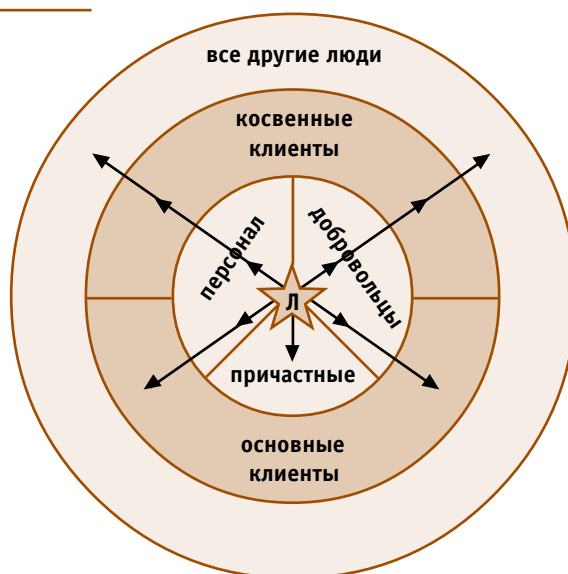 все другие люди
косвенные
клиенты
персонал
добровольцы
Л
причастные
основные
клиенты